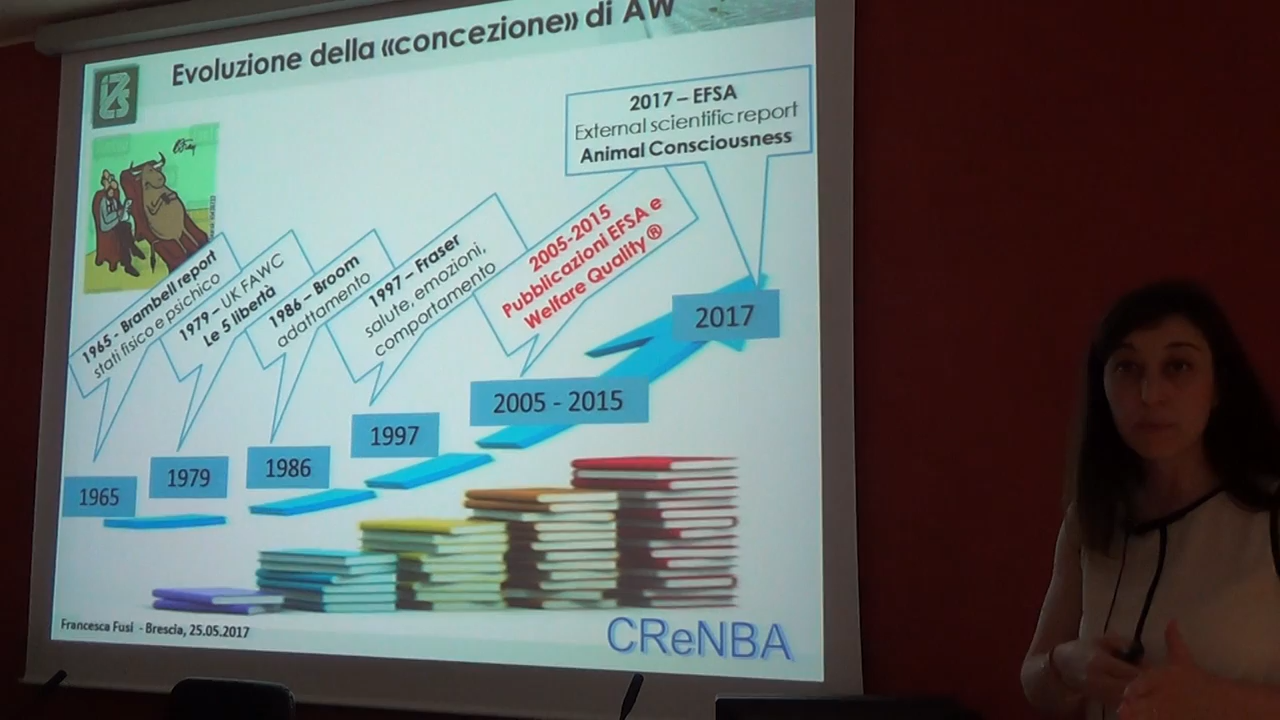 Evoluzione della «concezione» di AW
IZS
2017 – EFSA
External scientific report
Animal Consciousness
1965 - Brambell report
stati fisico e psichico
1979 – UK FAWC
Le 5 libertà
1986 – Broom
adattamento
1997 – Fraser
salute, emozioni,
comportamento
2005-2015
Pubblicazioni EFSA e
Welfare Quality ®
1965
1979
1986
1997
2005 - 2015
2017
Francesca Fusi - Brescia, 25.05.2017
CReNBA